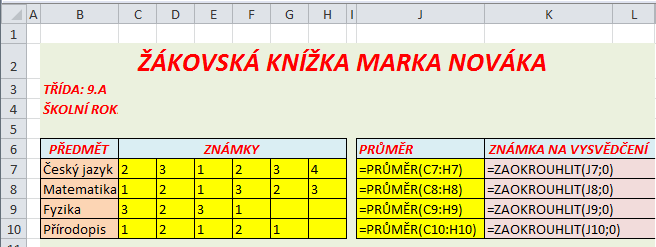 A B C D E F G H I J K L
1
2 ŽÁKOVSKÁ KNÍŽKA MARKA NOVÁKA
3 TŘÍDA: 9.A
4 ŠKOLNÍ ROK
5
6 PŘEDMĚT ZNÁMKY PRŮMĚR ZNÁMKA NA VYSVĚDČENÍ
7 Český jazyk 2 3 1 2 3 4 =PRŮMĚR(C7:H7) =ZAOKROUHLIT(J7;0)
8 Matematika 1 2 1 3 2 3 =PRŮMĚR(C8:H8) =ZAOKROUHLIT(J8;0)
9 Fyzika 3 2 3 1 =PRŮMĚR(C9:H9) =ZAOKROUHLIT(J9;0)
10 Přírodopis 1 2 1 2 1 =PRŮMĚR(C10:H10) =ZAOKROUHLIT(J10;0)